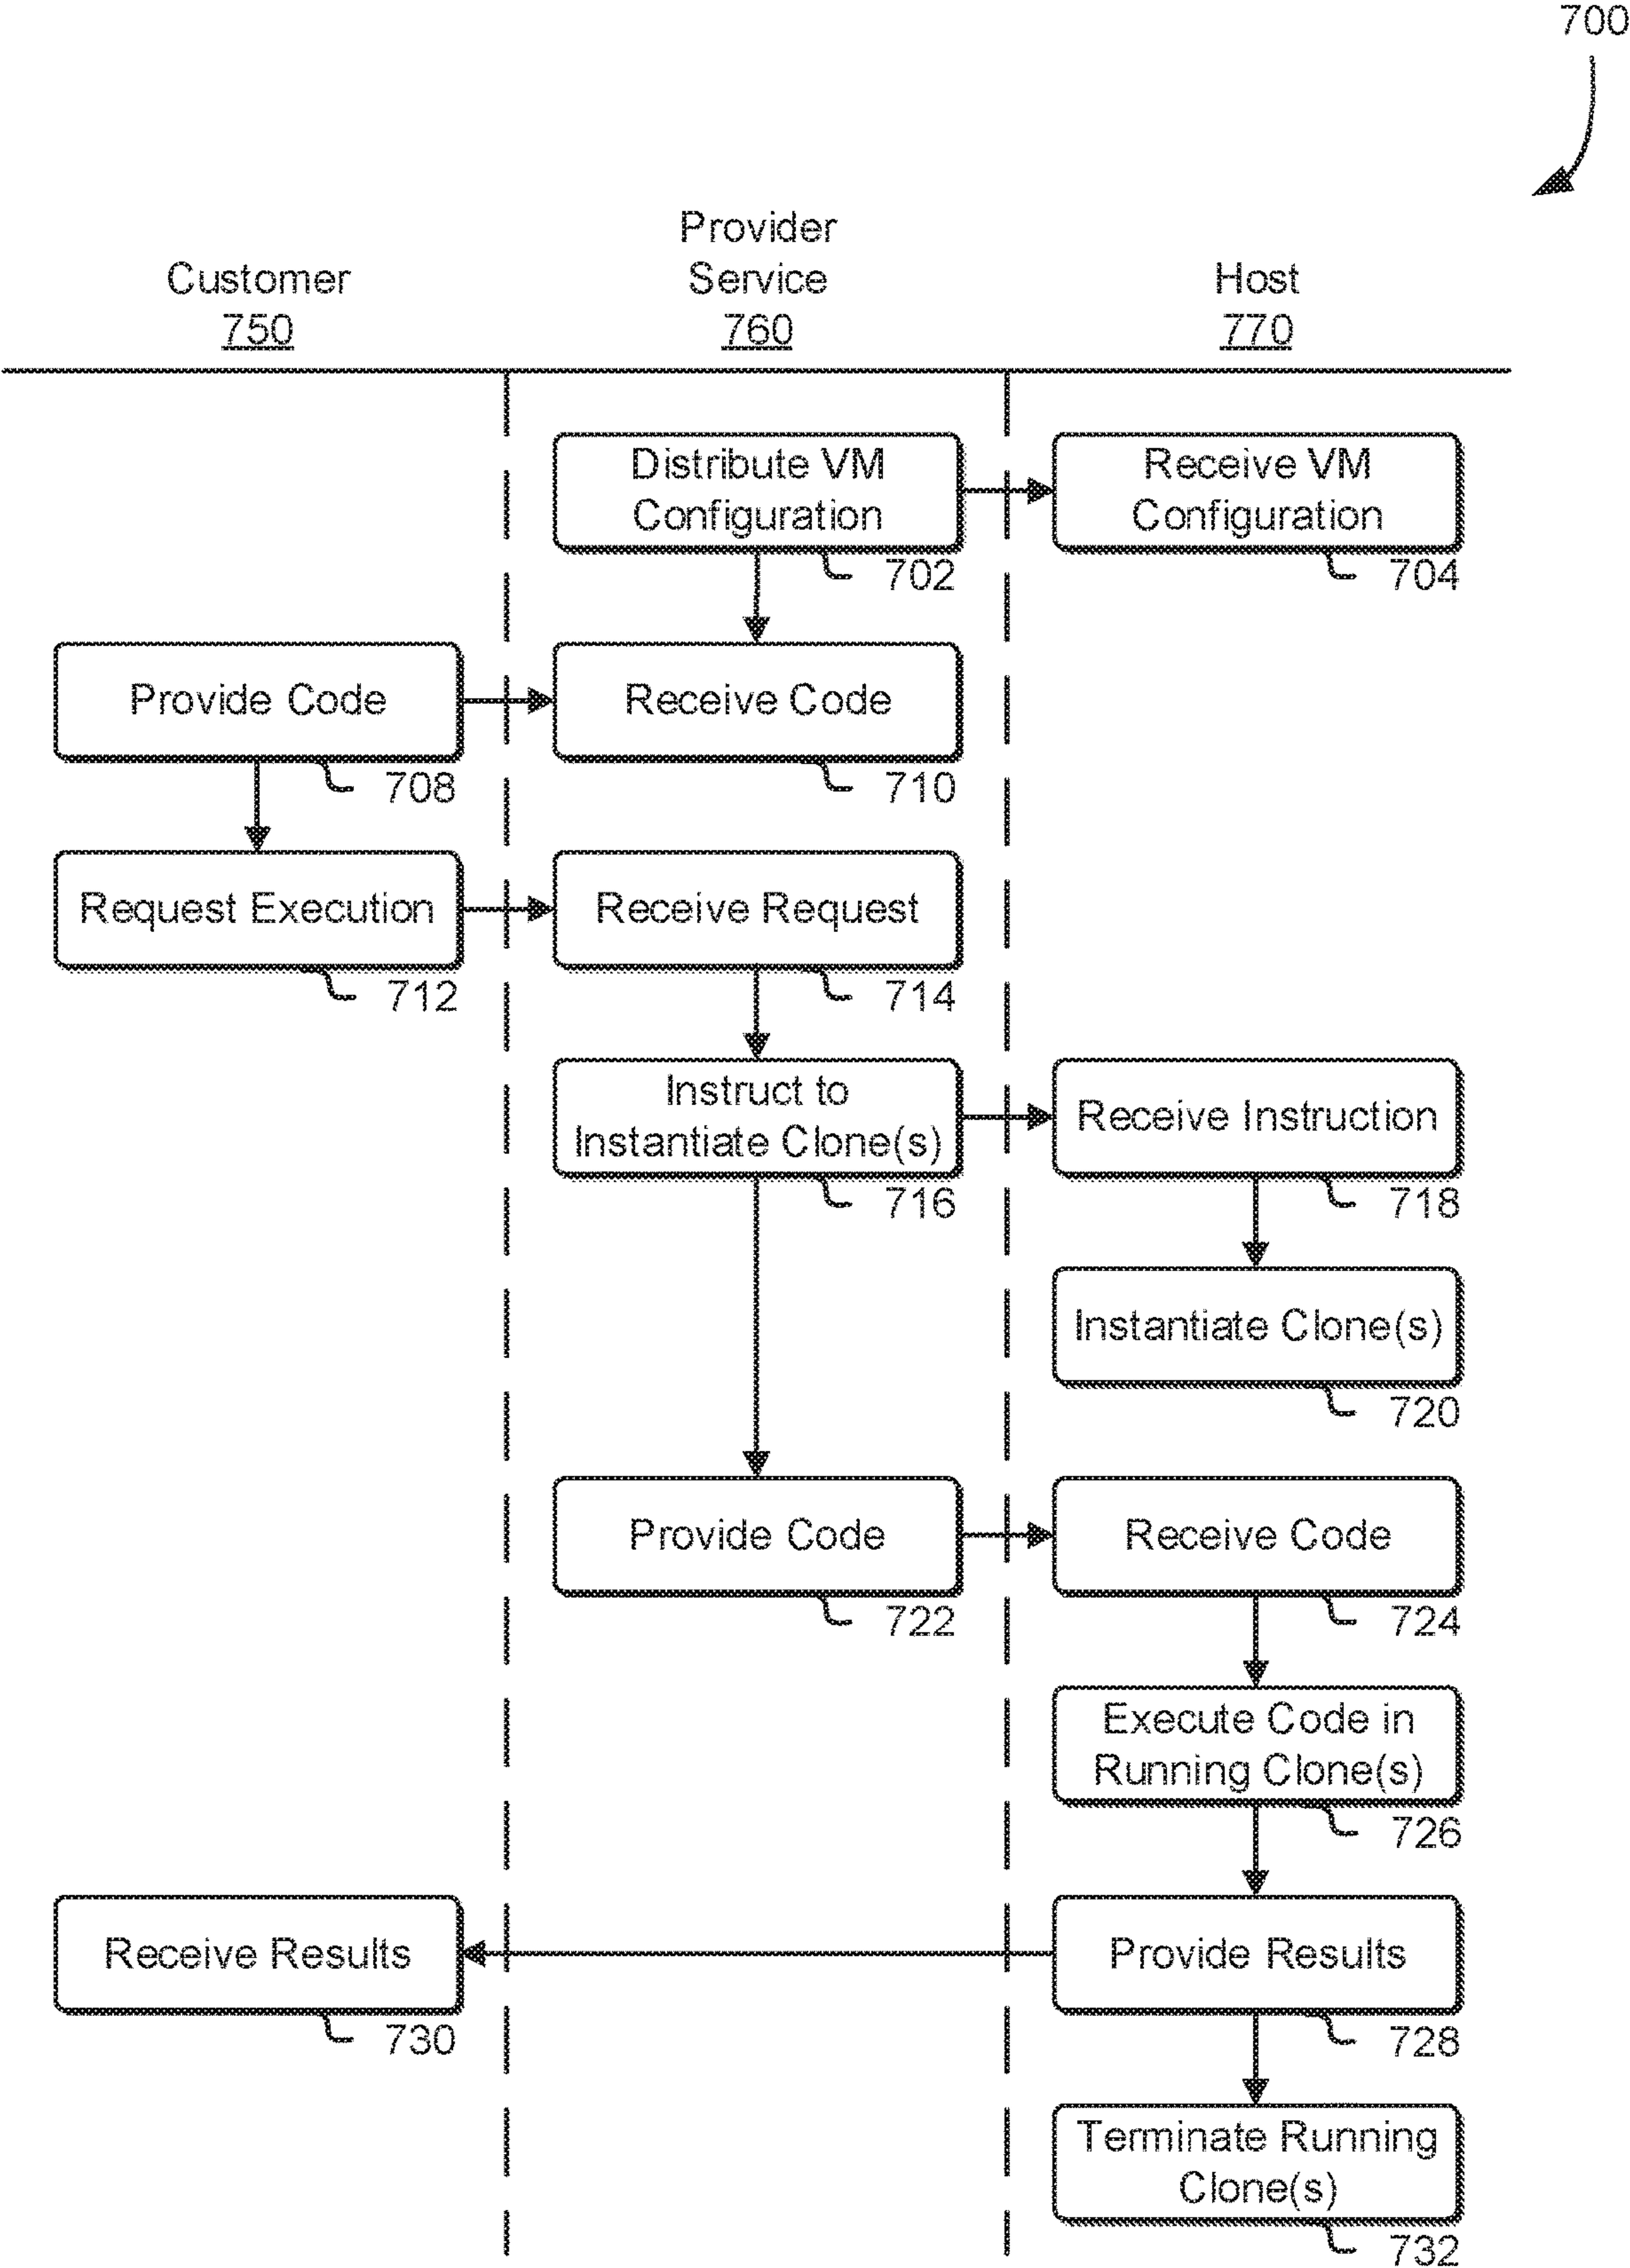 700
Customer
750
Provider
Service
760
Host
770
Distribute VM
Configuration
702
Receive VM
Configuration
704
Provide Code
708
Receive Code
710
Request Execution
712
Receive Request
714
Instruct to
Instantiate Clone(s)
716
Receive Instruction
718
Instantiate Clone(s)
720
Provide Code
722
Receive Code
724
Execute Code in
Running Clone(s)
726
Receive Results
730
Provide Results
728
Terminate Running
Clone(s)
732